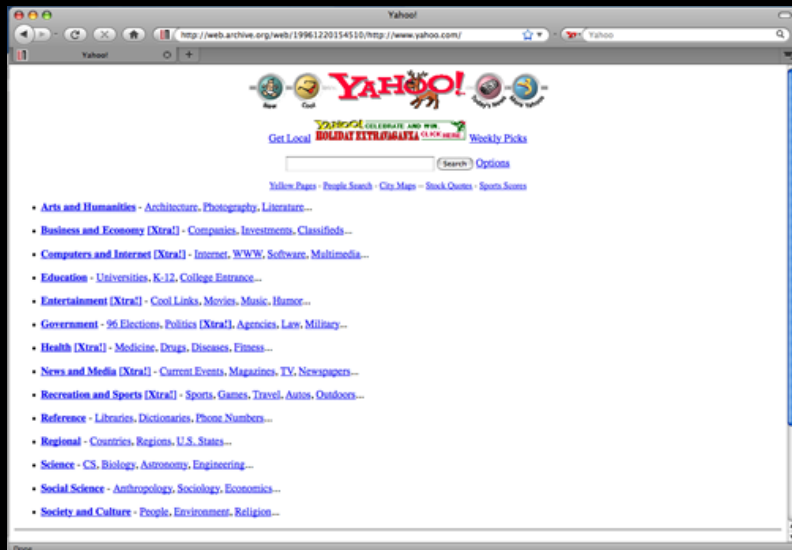 Yahoo!
http://web.archive.org/web/19961220154510/http://www.yahoo.com/
Yahoo
Yahoo!
New Cool YAHOO! Today's News More Yahoos
YAHOO! CELEBRATE AND WIN.
Get Local HOLIDAY EXTRAVAGANZA CLICK HERE Weekly Picks
Search Options
Yellow Pages - People Search - City Maps -- Stock Quotes - Sports Scores
• Arts and Humanities - Architecture, Photography, Literature...
• Business and Economy [Xtra!] - Companies, Investments, Classifieds...
• Computers and Internet [Xtra!] - Internet, WWW, Software, Multimedia...
• Education - Universities, K-12, College Entrance...
• Entertainment [Xtra!] - Cool Links, Movies, Music, Humor...
• Government - 96 Elections, Politics [Xtra!], Agencies, Law, Military...
• Health [Xtra!] - Medicine, Drugs, Diseases, Fitness...
• News and Media [Xtra!] - Current Events, Magazines, TV, Newspapers...
• Recreation and Sports [Xtra!] - Sports, Games, Travel, Autos, Outdoors...
• Reference - Libraries, Dictionaries, Phone Numbers...
• Regional - Countries, Regions, U.S. States...
• Science - CS, Biology, Astronomy, Engineering...
• Social Science - Anthropology, Sociology, Economics...
• Society and Culture - People, Environment, Religion...
Done